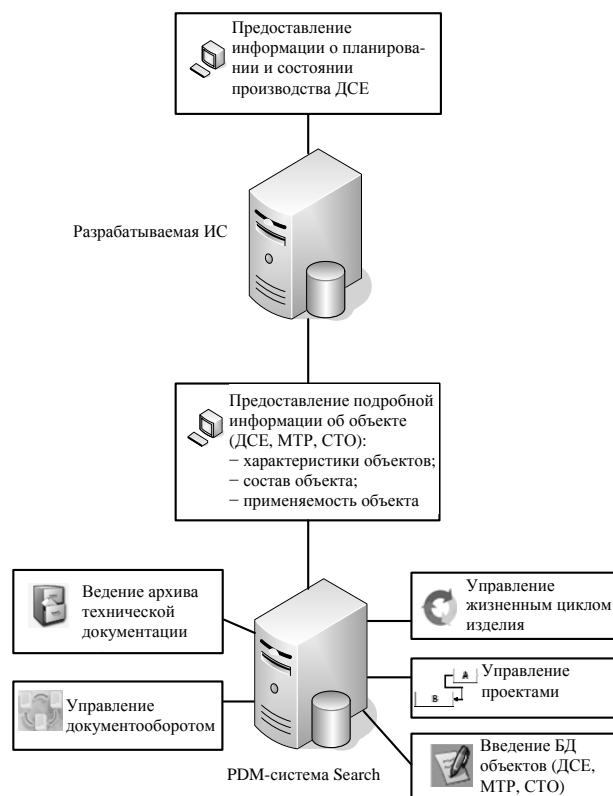 Предоставление
информации о планирова-
нии и состоянии
производства ДСЕ
Разрабатываемая ИС
Предоставление подробной
информации об объекте
(ДСЕ, МТР, СТО):
− характеристики объектов;
− состав объекта;
− применяемость объекта
Ведение архива
технической
документации
Управление
жизненным циклом
изделия
Управление
документооборотом
A
B
Управление
проектами
Введение БД
объектов (ДСЕ,
МТР, СТО)
PDM-система Search